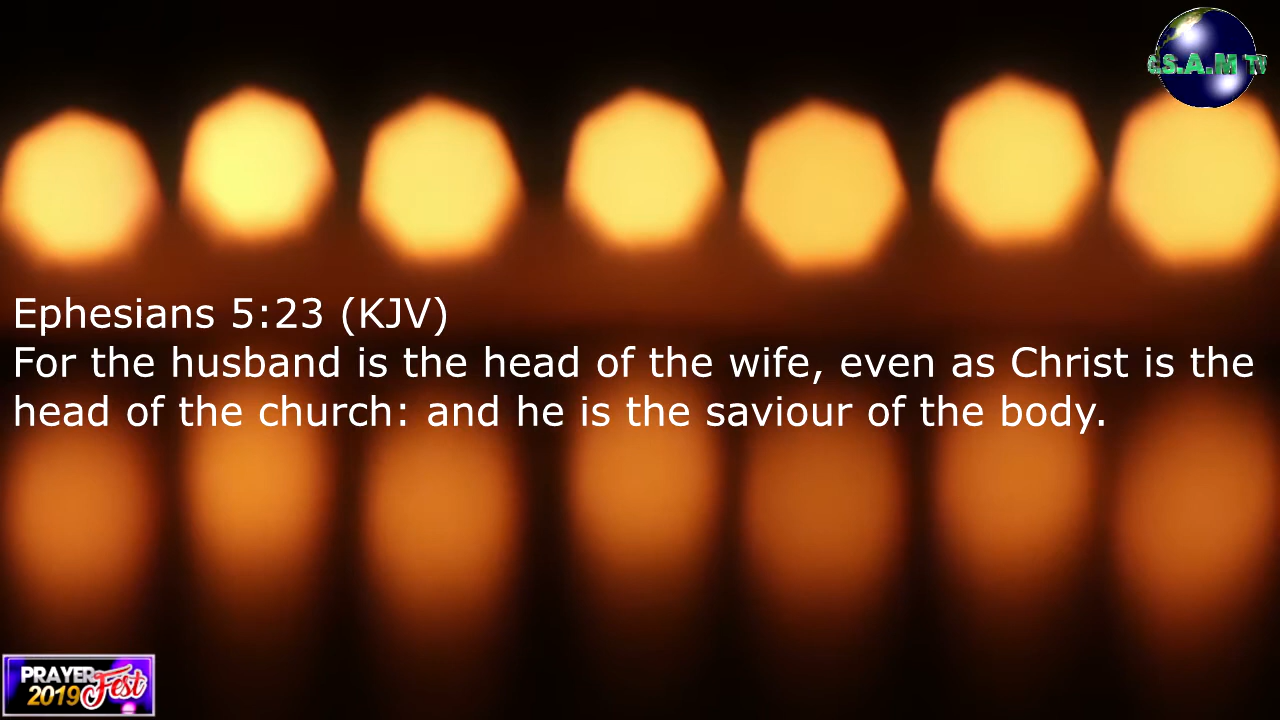 G.S.A.M TV
Ephesians 5:23 (KJV)
For the husband is the head of the wife, even as Christ is the
head of the church: and he is the saviour of the body.
PRAYER
2019 Fest